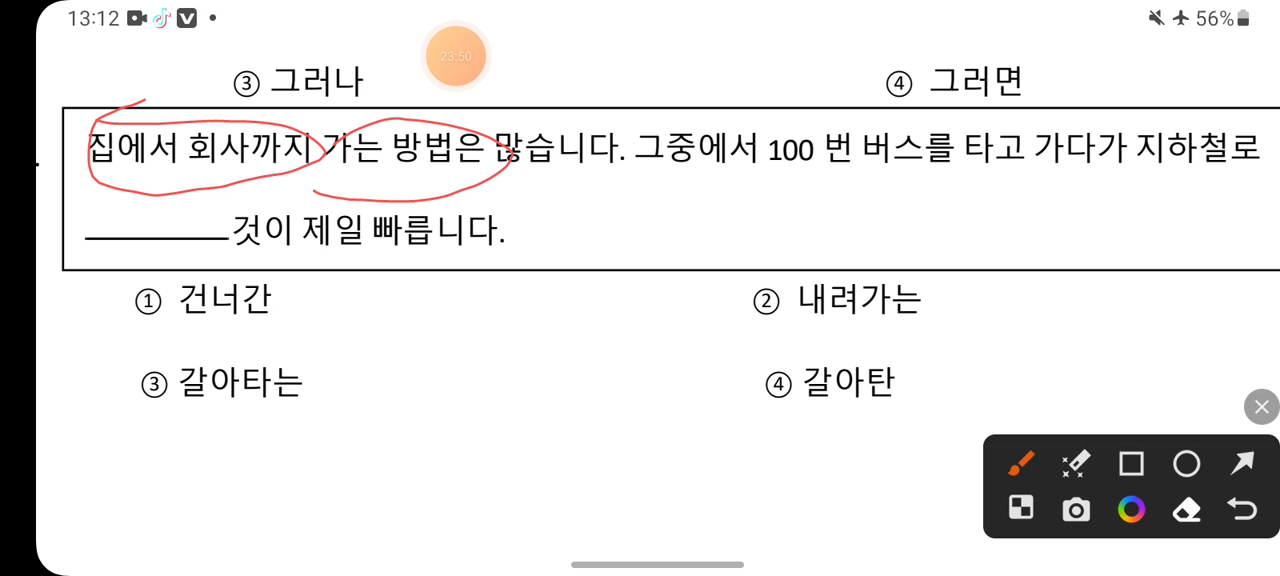 13:12
56%
23:50
③ 그러나
④ 그러면
집에서 회사까지 가는 방법은 많습니다. 그중에서 100 번 버스를 타고 가다가 지하철로
________것이 제일 빠릅니다.
① 건너간
② 내려가는
③ 갈아타는
④ 갈아탄